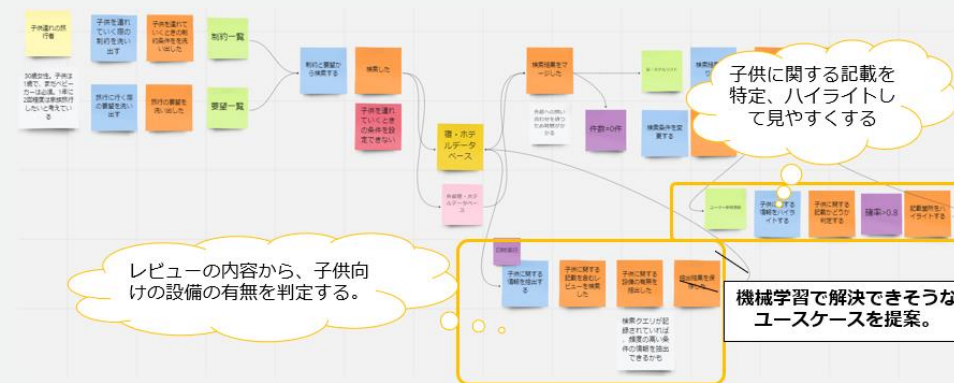 子供連れの旅
行者
30歳女性。子供は
1歳で、まだベビー
カーは必須。1年に
2回程度は家族旅行
したいと考えてい
る
子供を連れ
ていく際の
制約を洗い
出す
子供を連れて
いくときの制
約条件を洗
い出した
制約一覧
旅行に行く際
の要望を洗い
出す
旅行の要望を
洗い出した
要望一覧
制約と要望か
ら検索する
検索した
子供を連れ
ていくとき
の条件を設
定できない
宿・ホテ
ルデータ
ベース
外部宿・ホテ
ルデータベー
ス
検索結果をマ
ージした
件数=0件
検索条件を変
更する
子供に関する記載を
特定、ハイライトし
て見やすくする
子供に関する
情報をハイラ
イトする
子供に関する
記載かどうか
判定する
確率>0.8
記載箇所をハ
イライトする
レビューの内容から、子供向
けの設備の有無を判定する。
日時実行
子供に関する
情報を抽出す
る
子供に関する
記載を含むレ
ビューを検索
した
子供に関する
設備の有無を
抽出した
検索クエリが記
録されていれば
、頻度の高い条
件の情報を抽出
できるかも
機械学習で解決できそうな
ユースケースを提案。